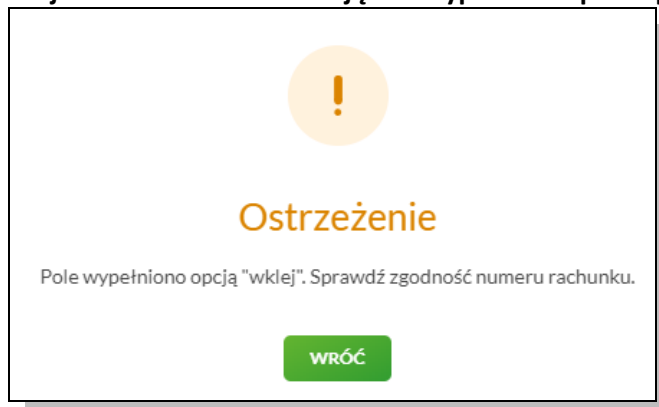 !
Ostrzeżenie
Pole wypełniono opcją "wklej". Sprawdź zgodność numeru rachunku.
WRÓĆ